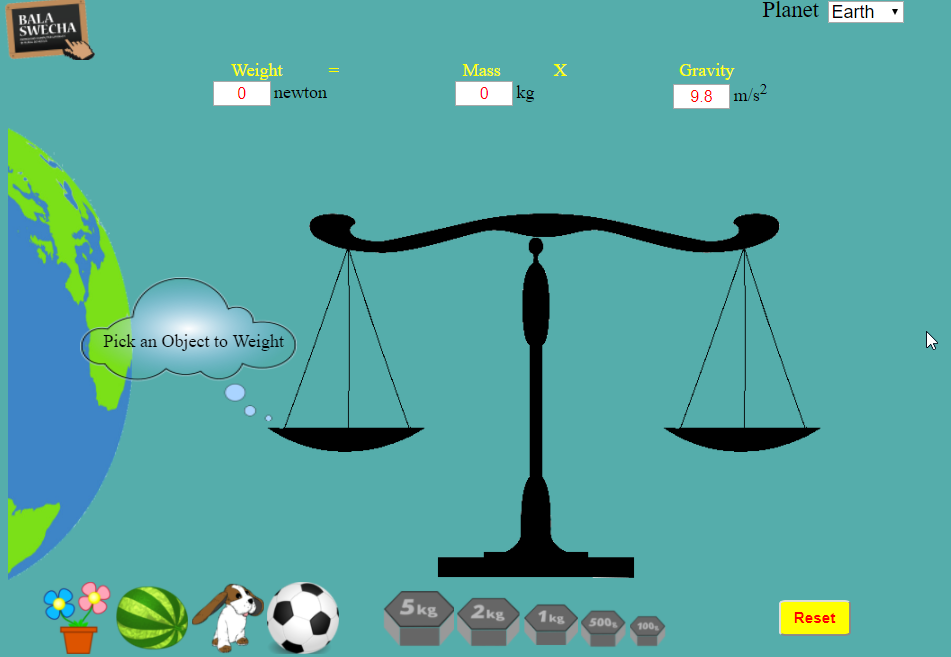 BALA
SWECHA
Planet Earth
Weight = Mass X Gravity
0 newton 0 kg 9.8 m/s2
Pick an Object to Weight
5kg 2kg 1kg 500g 100g
Reset